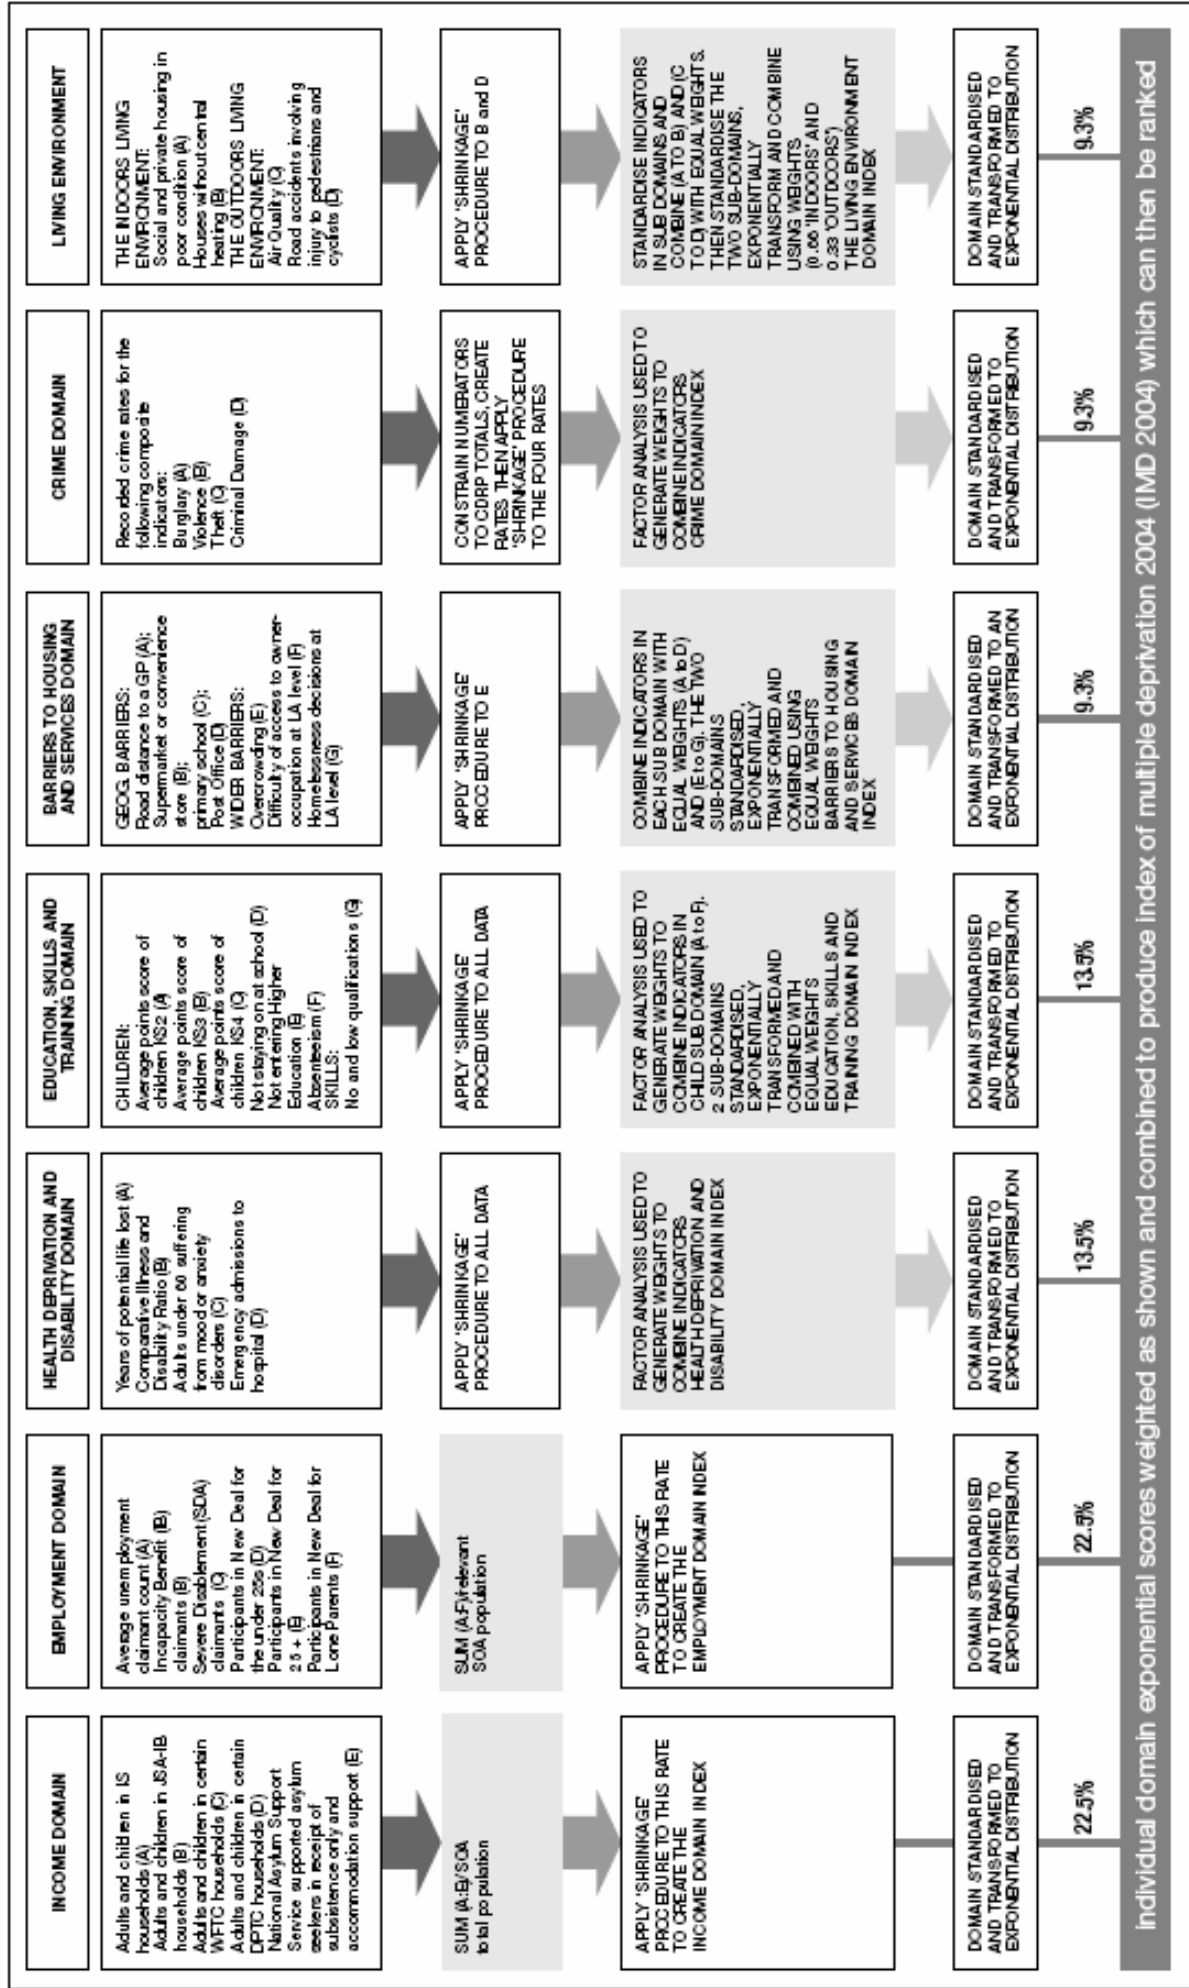 INCOME DOMAIN
Adults and children in IS
households (A)
Adults and children in JSA-IB
households (B)
Adults and children in certain
WFTC households (C)
Adults and children in certain
DPTC households (D)
National Asylum Support
Service supported asylum
seekers in receipt of
subsistence only and
accommodation support (E)
SUM (A:E)/SOA
total population
APPLY 'SHRINKAGE'
PROCEDURE TO THIS RATE
TO CREATE THE
INCOME DOMAIN INDEX
DOMAIN STANDARDISED
AND TRANSFORMED TO
EXPONENTIAL DISTRIBUTION
22.5%
EMPLOYMENT DOMAIN
Average unemployment
claimant count (A)
Incapacity Benefit (IB)
claimants (B)
Severe Disablement (SDA)
claimants (C)
Participants in New Deal for
the under 25s (D)
Participants in New Deal for
25 + (E)
Participants in New Deal for
Lone Parents (F)
SUM (A:F)/relevant
SOA population
APPLY 'SHRINKAGE'
PROCEDURE TO THIS RATE
TO CREATE THE
EMPLOYMENT DOMAIN INDEX
DOMAIN STANDARDISED
AND TRANSFORMED TO
EXPONENTIAL DISTRIBUTION
22.5%
HEALTH DEPRIVATION AND
DISABILITY DOMAIN
Years of potential life lost (A)
Comparative Illness and
Disability Ratio (B)
Adults under 60 suffering
from mood or anxiety
disorders (C)
Emergency admissions to
hospital (D)
APPLY 'SHRINKAGE'
PROCEDURE TO ALL DATA
FACTOR ANALYSIS USED TO
GENERATE WEIGHTS TO
COMBINE INDICATORS
HEALTH DEPRIVATION AND
DISABILITY DOMAIN INDEX
DOMAIN STANDARDISED
AND TRANSFORMED TO
EXPONENTIAL DISTRIBUTION
13.5%
EDUCATION, SKILLS AND
TRAINING DOMAIN
CHILDREN:
Average points score of
children KS2 (A)
Average points score of
children KS3 (B)
Average points score of
children KS4 (C)
Not staying on at school (D)
Not entering Higher
Education (E)
Absenteeism (F)
SKILLS:
No and low qualifications (G)
APPLY 'SHRINKAGE'
PROCEDURE TO ALL DATA
FACTOR ANALYSIS USED TO
GENERATE WEIGHTS TO
COMBINE INDICATORS IN
CHILD SUB DOMAIN (A to F).
2 SUB-DOMAINS
STANDARDISED,
EXPONENTIALLY
TRANSFORMED AND
COMBINED WITH
EQUAL WEIGHTS
EDUCATION, SKILLS AND
TRAINING DOMAIN INDEX
DOMAIN STANDARDISED
AND TRANSFORMED TO
EXPONENTIAL DISTRIBUTION
13.5%
BARRIERS TO HOUSING
AND SERVICES DOMAIN
GEOG. BARRIERS:
Road distance to a GP (A);
Supermarket or convenience
store (B);
primary school (C);
Post Office (D)
WIDER BARRIERS:
Overcrowding (E)
Difficulty of access to owner-
occupation at LA level (F)
Homelessness decisions at
LA level (G)
APPLY 'SHRINKAGE'
PROCEDURE TO E
COMBINE INDICATORS IN
EACH SUB DOMAIN WITH
EQUAL WEIGHTS (A to D)
AND (E to G). THE TWO
SUB-DOMAINS
STANDARDISED,
EXPONENTIALLY
TRANSFORMED AND
COMBINED USING
EQUAL WEIGHTS
BARRIERS TO HOUSING
AND SERVICES DOMAIN
INDEX
DOMAIN STANDARDISED
AND TRANSFORMED TO AN
EXPONENTIAL DISTRIBUTION
9.3%
CRIME DOMAIN
Recorded crime rates for the
following composite
indicators:
Burglary (A)
Violence (B)
Theft (C)
Criminal Damage (D)
CONSTRAIN NUMERATORS
TO CDRP TOTALS, CREATE
RATES THEN APPLY
'SHRINKAGE' PROCEDURE
TO THE FOUR RATES
FACTOR ANALYSIS USED TO
GENERATE WEIGHTS TO
COMBINE INDICATORS
CRIME DOMAIN INDEX
DOMAIN STANDARDISED
AND TRANSFORMED TO
EXPONENTIAL DISTRIBUTION
9.3%
LIVING ENVIRONMENT
THE INDOORS LIVING
ENVIRONMENT:
Social and private housing in
poor condition (A)
Houses without central
heating (B)
THE OUTDOORS LIVING
ENVIRONMENT:
Air Quality (C)
Road accidents involving
injury to pedestrians and
cyclists (D)
APPLY 'SHRINKAGE'
PROCEDURE TO B and D
STANDARDISE INDICATORS
IN SUB DOMAINS AND
COMBINE (A TO B) AND (C
TO D) WITH EQUAL WEIGHTS.
THEN STANDARDISE THE
TWO SUB-DOMAINS,
EXPONENTIALLY
TRANSFORM AND COMBINE
USING WEIGHTS
(0.66 'INDOORS' AND
0.33 'OUTDOORS')
THE LIVING ENVIRONMENT
DOMAIN INDEX
DOMAIN STANDARDISED
AND TRANSFORMED TO
EXPONENTIAL DISTRIBUTION
9.3%
individual domain exponential scores weighted as shown and combined to produce index of multiple deprivation 2004 (IMD 2004) which can then be ranked